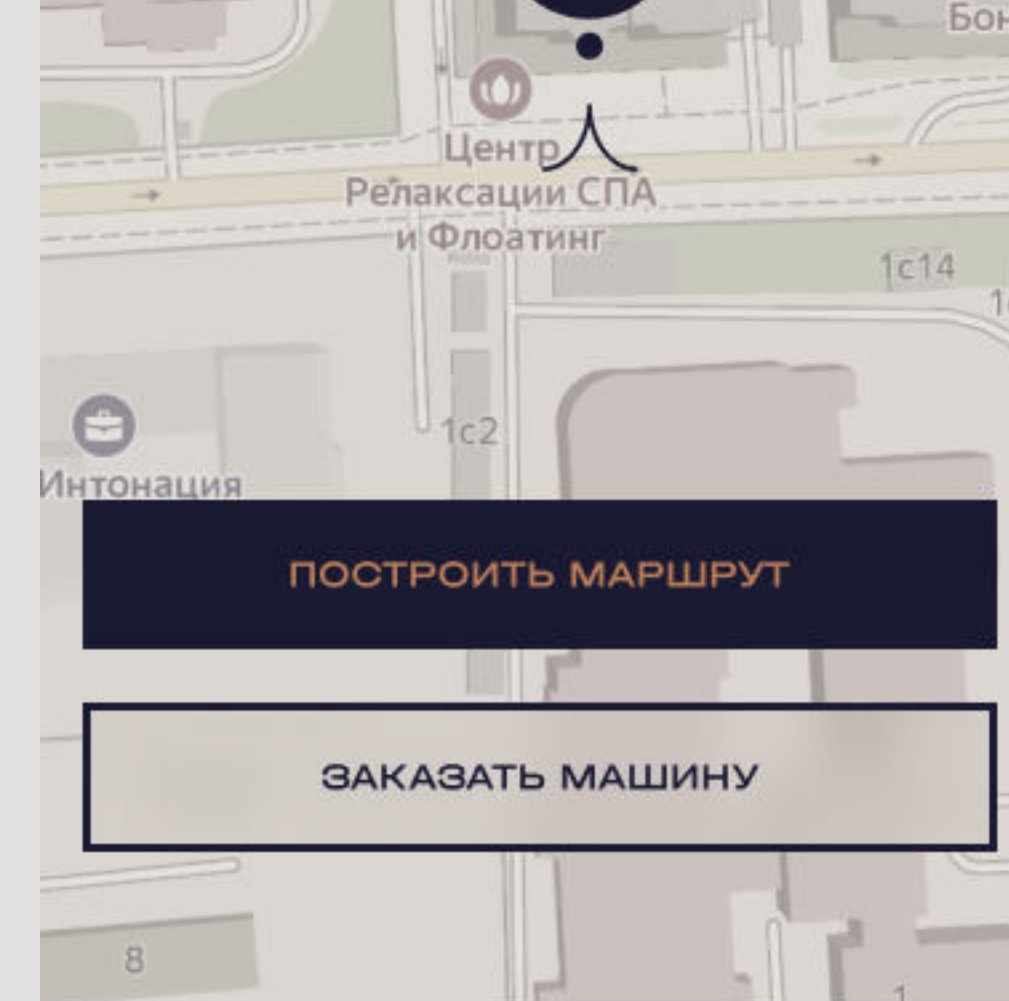 Бон
Центр
Релаксации СПА
и Флоатинг
1с14
1с2
Интонация
ПОСТРОИТЬ МАРШРУТ
ЗАКАЗАТЬ МАШИНУ
8
1